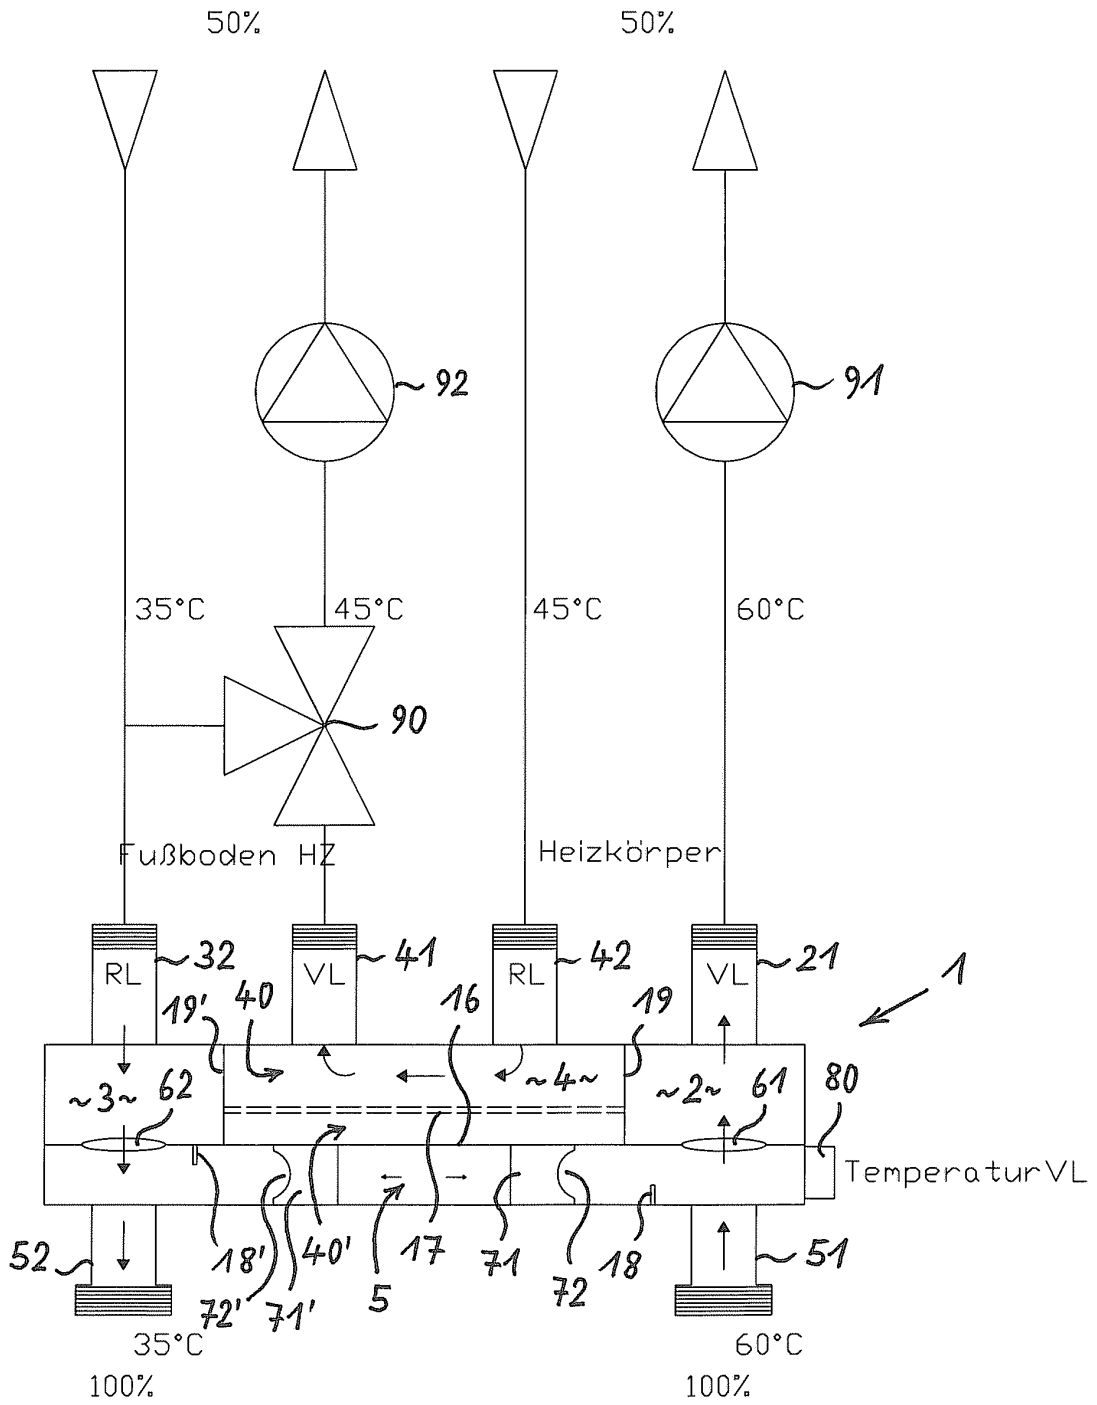 50% 50%
92 91
35°C 45°C 45°C 60°C
90
Fußboden HZ Heizkörper
RL 32 VL 41 RL 42 VL 21
19' 40 16 19 1
~3~ 62 ~4~ ~2~ 61 80
Temperatur VL
52 18' 40' 17 71 72 18 51
72' 71' 5
35°C 60°C
100% 100%